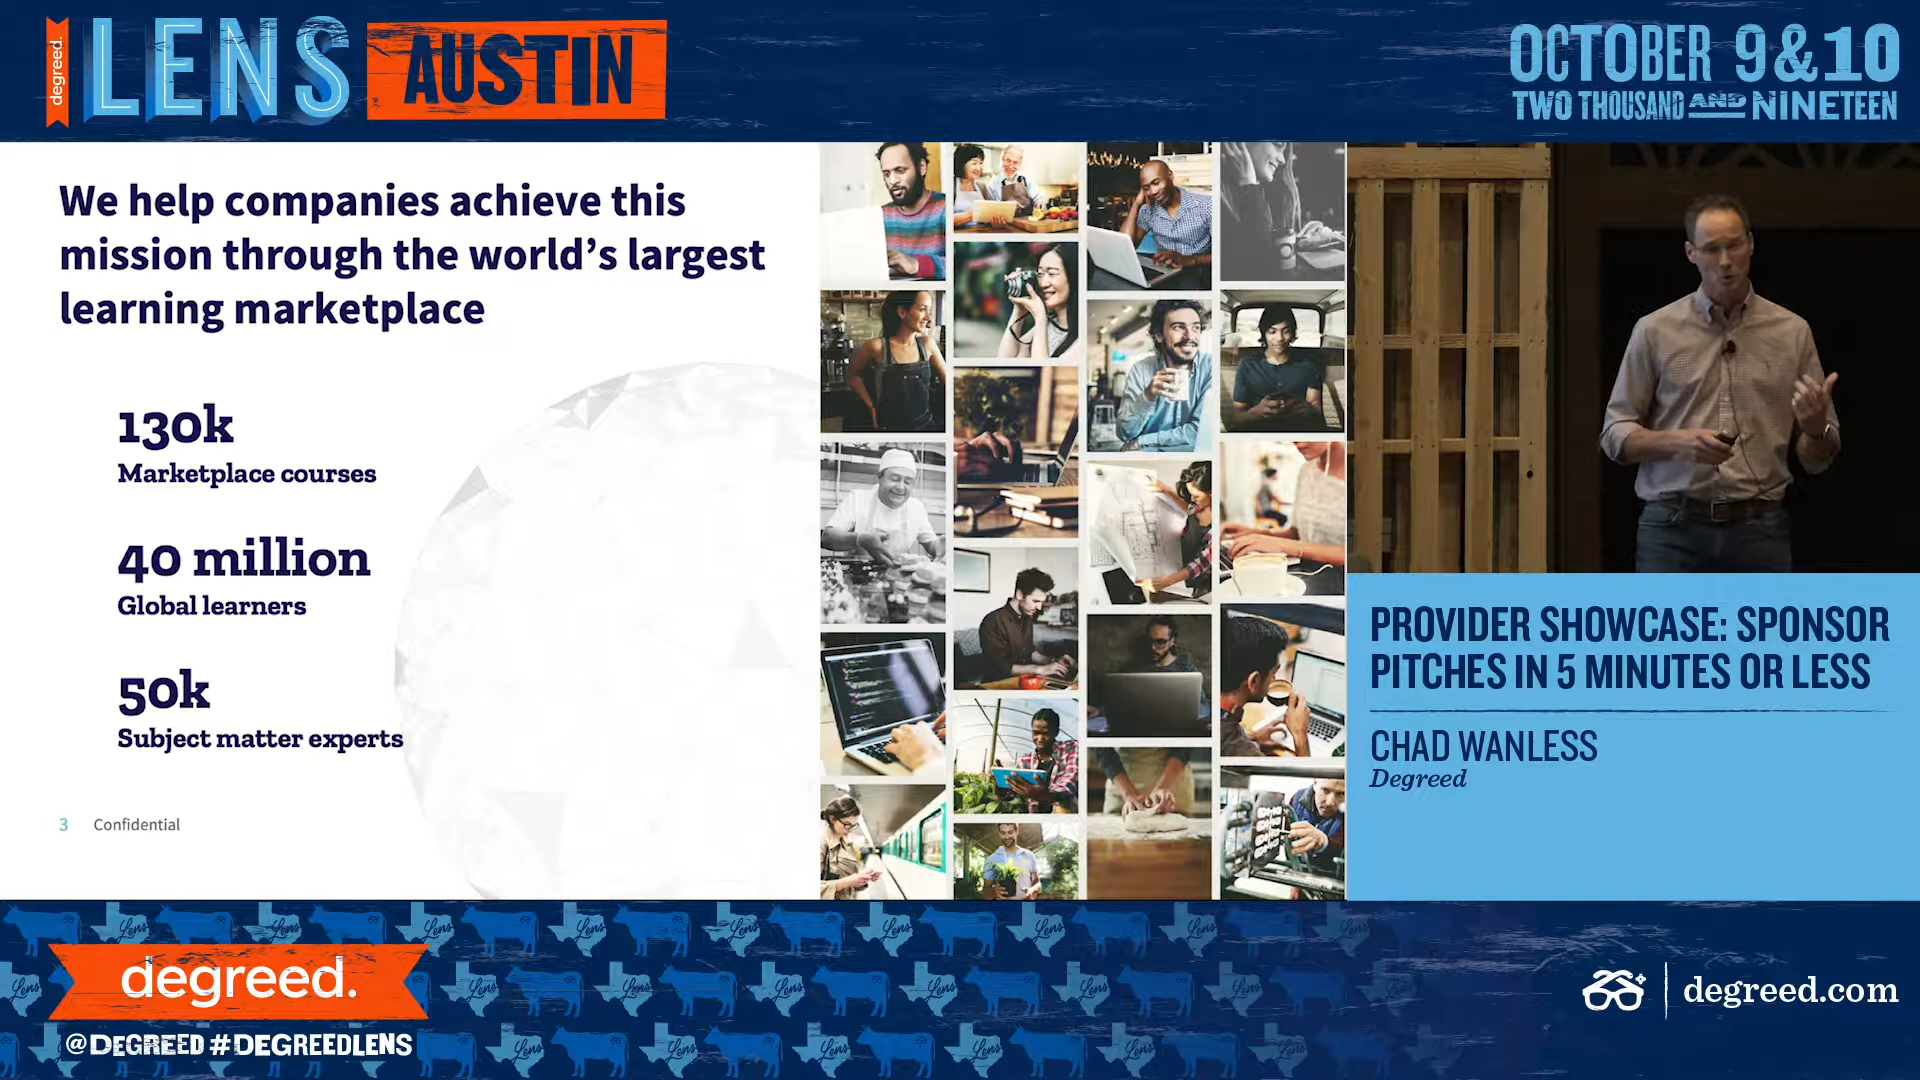 degreed.
LENS
AUSTIN
OCTOBER 9 & 10
TWO THOUSAND AND NINETEEN
We help companies achieve this
mission through the world’s largest
learning marketplace
130k
Marketplace courses
40 million
Global learners
50k
Subject matter experts
3 Confidential
PROVIDER SHOWCASE: SPONSOR
PITCHES IN 5 MINUTES OR LESS
CHAD WANLESS
Degreed
degreed.
@DEGREED #DEGREEDLENS
degreed.com
Lens